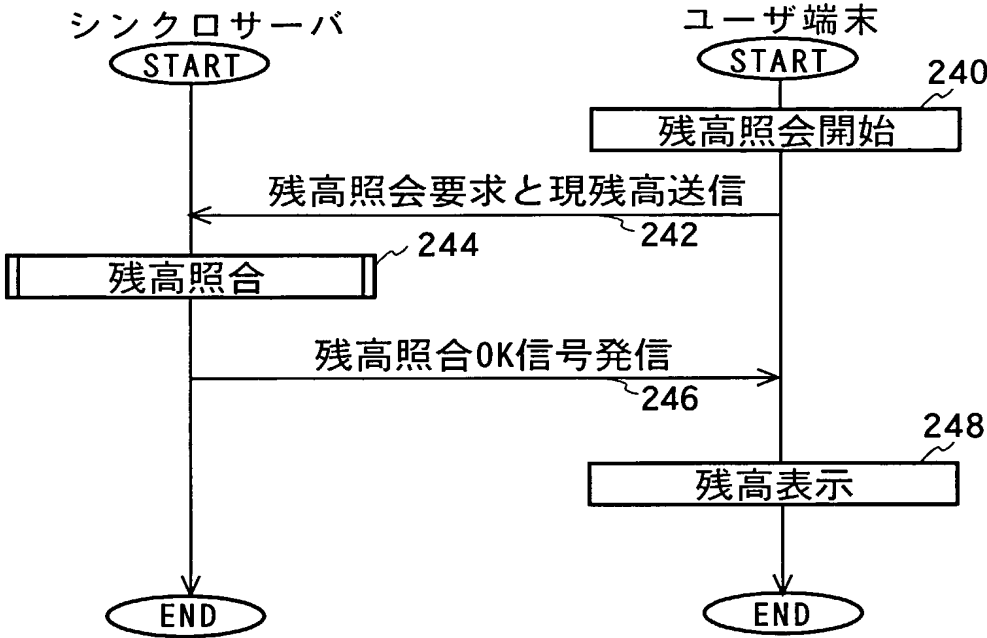 シンクロサーバ
ユーザ端末
START
START
240
残高照会開始
残高照会要求と現残高送信
242
244
残高照合
残高照合OK信号発信
246
248
残高表示
END
END